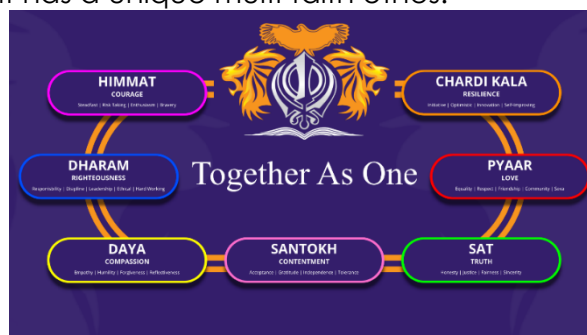 HIMMAT
COURAGE
Steadfast | Risk Taking | Enthusiasm | Bravery
CHARDI KALA
RESILIENCE
Initiative | Optimistic | Innovation | Self-Improving
DHARAM
RIGHTEOUSNESS
Responsibility | Discipline | Leadership | Ethical | Hard Working
Together As One
PYAAR
LOVE
Equality | Respect | Friendship | Community | Seva
DAYA
COMPASSION
Empathy | Humility | Forgiveness | Reflectiveness
SANTOKH
CONTENTMENT
Acceptance | Gratitude | Independence | Tolerance
SAT
TRUTH
Honesty | Justice | Fairness | Sincerity